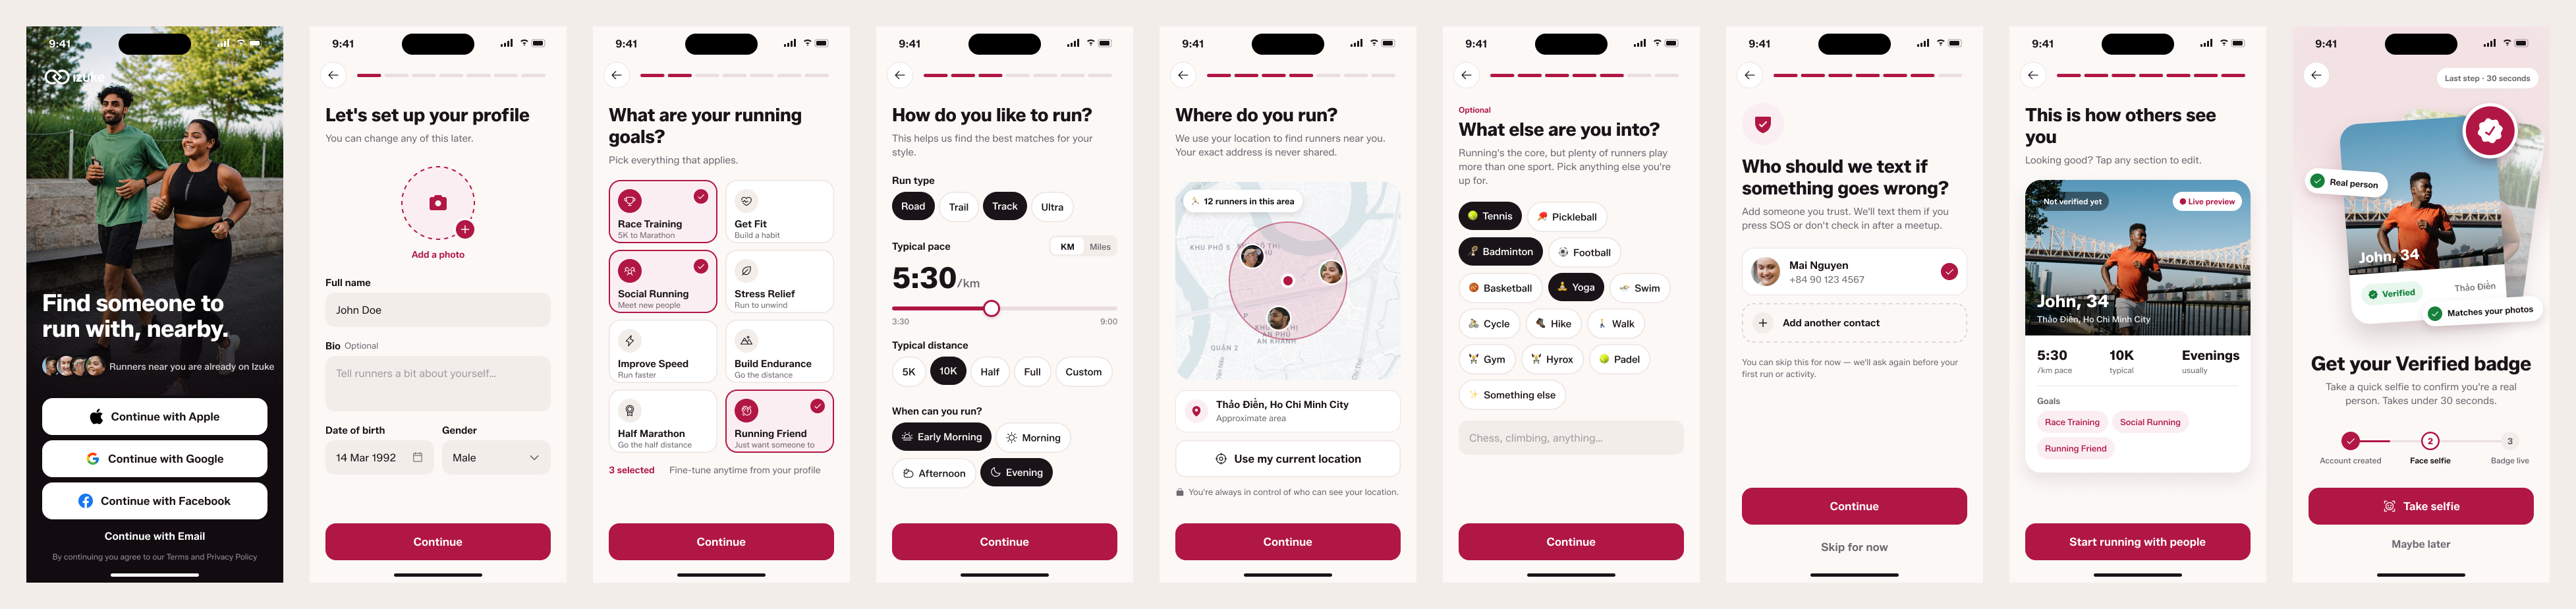 9:41
izuke
Find someone to
run with, nearby.
Runners near you are already on Izuke
Continue with Apple
Continue with Google
Continue with Facebook
Continue with Email
By continuing you agree to our Terms and Privacy Policy
9:41
Let's set up your profile
You can change any of this later.
Add a photo
Full name
John Doe
Bio Optional
Tell runners a bit about yourself...
Date of birth
Gender
14 Mar 1992
Male
Continue
9:41
What are your running
goals?
Pick everything that applies.
Race Training
5K to Marathon
Get Fit
Build a habit
Social Running
Meet new people
Stress Relief
Run to unwind
Improve Speed
Run faster
Build Endurance
Go the distance
Half Marathon
Go the half distance
Running Friend
Just want someone to
3 selected
Fine-tune anytime from your profile
Continue
9:41
How do you like to run?
This helps us find the best matches for your
style.
Run type
Road
Trail
Track
Ultra
Typical pace
KM
Miles
5:30/km
3:30
9:00
Typical distance
5K
10K
Half
Full
Custom
When can you run?
Early Morning
Morning
Afternoon
Evening
Continue
9:41
Where do you run?
We use your location to find runners near you.
Your exact address is never shared.
12 runners in this area
KHU PHỐ 5
AN PHÚ
AN KHÁNH
QUẬN 2
Thảo Điền, Ho Chi Minh City
Approximate area
Use my current location
You're always in control of who can see your location.
Continue
9:41
Optional
What else are you into?
Running's the core, but plenty of runners play
more than one sport. Pick anything else you're
up for.
Tennis
Pickleball
Badminton
Football
Basketball
Yoga
Swim
Cycle
Hike
Walk
Gym
Hyrox
Padel
Something else
Chess, climbing, anything...
Continue
9:41
Who should we text if
something goes wrong?
Add someone you trust. We'll text them if you
press SOS or don't check in after a meetup.
Mai Nguyen
+84 90 123 4567
Add another contact
You can skip this for now — we'll ask again before your
first run or activity.
Continue
Skip for now
9:41
This is how others see
you
Looking good? Tap any section to edit.
Not verified yet
Live preview
John, 34
Thảo Điền, Ho Chi Minh City
5:30
/km pace
10K
typical
Evenings
usually
Goals
Race Training
Social Running
Running Friend
Start running with people
9:41
Last step · 30 seconds
Real person
John, 34
Verified
Thảo Điền
Matches your photos
Get your Verified badge
Take a quick selfie to confirm you're a real
person. Takes under 30 seconds.
2
3
Account created
Face selfie
Badge live
Take selfie
Maybe later